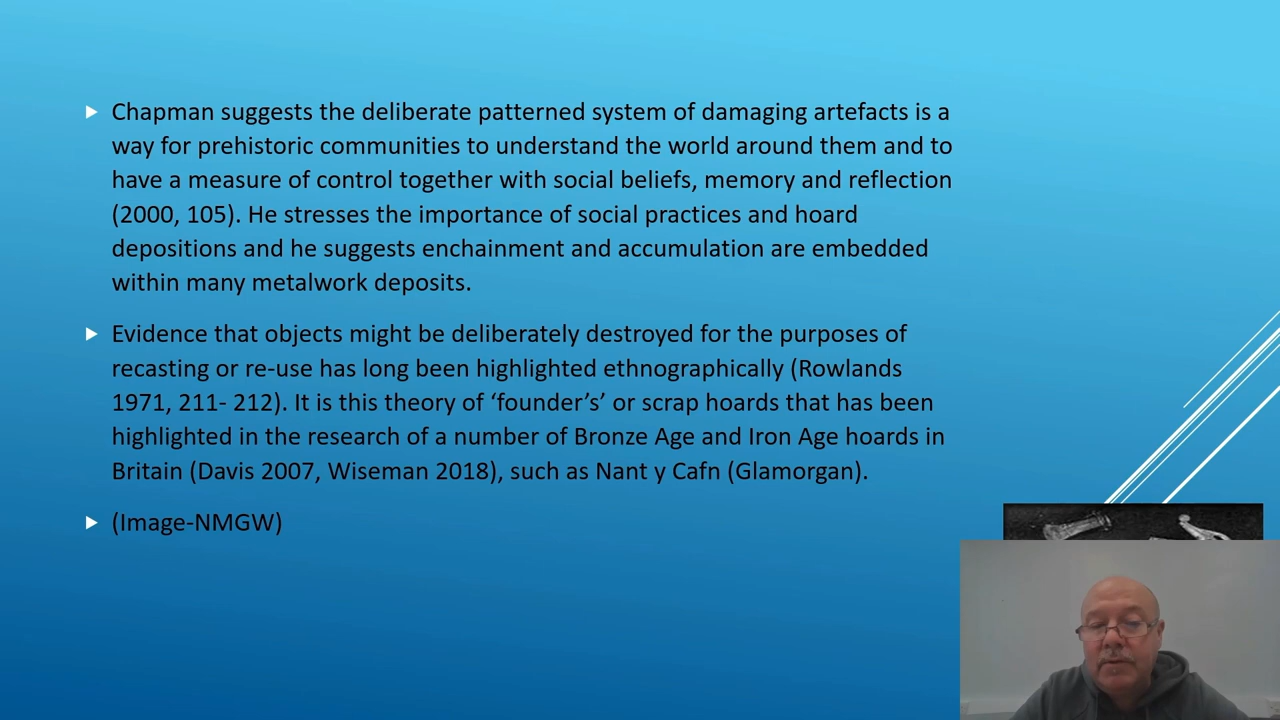 Chapman suggests the deliberate patterned system of damaging artefacts is a
way for prehistoric communities to understand the world around them and to
have a measure of control together with social beliefs, memory and reflection
(2000, 105). He stresses the importance of social practices and hoard
depositions and he suggests enchainment and accumulation are embedded
within many metalwork deposits.
Evidence that objects might be deliberately destroyed for the purposes of
recasting or re-use has long been highlighted ethnographically (Rowlands
1971, 211- 212). It is this theory of ‘founder’s’ or scrap hoards that has been
highlighted in the research of a number of Bronze Age and Iron Age hoards in
Britain (Davis 2007, Wiseman 2018), such as Nant y Cafn (Glamorgan).
(Image-NMGW)